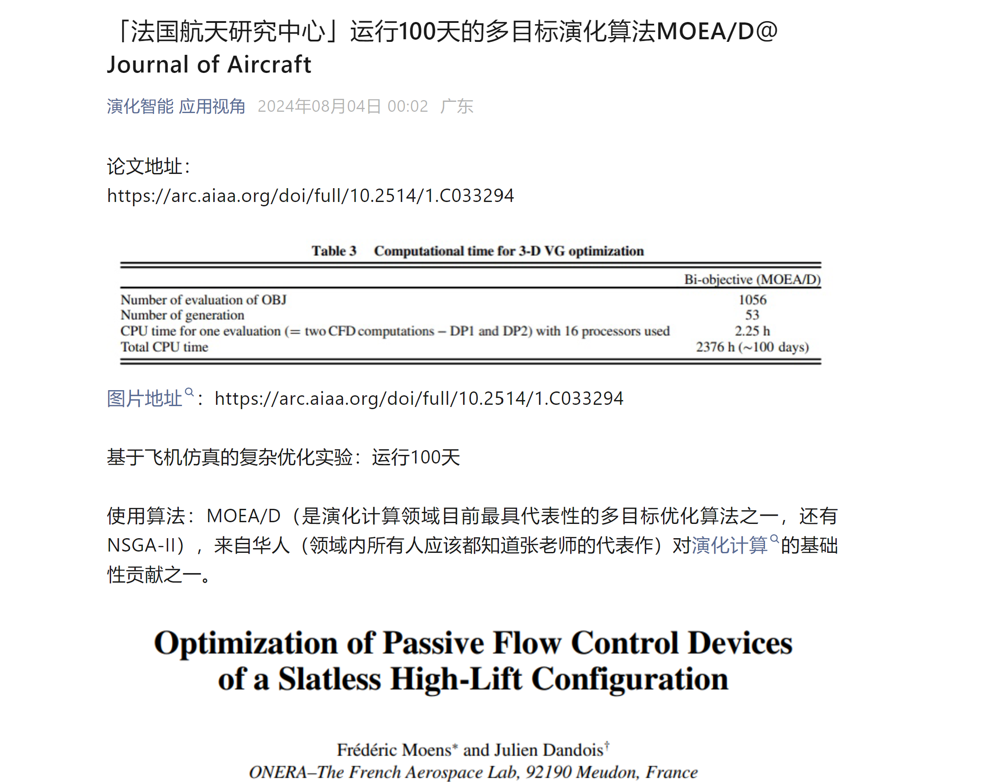 「法国航天研究中心」运行100天的多目标演化算法MOEA/D@
Journal of Aircraft
演化智能 应用视角 2024年08月04日 00:02 广东
论文地址：
https://arc.aiaa.org/doi/full/10.2514/1.C033294
Table 3 Computational time for 3-D VG optimization
Bi-objective (MOEA/D)
Number of evaluation of OBJ 1056
Number of generation 53
CPU time for one evaluation (= two CFD computations – DP1 and DP2) with 16 processors used 2.25 h
Total CPU time 2376 h (~100 days)
图片地址：https://arc.aiaa.org/doi/full/10.2514/1.C033294
基于飞机仿真的复杂优化实验：运行100天
使用算法：MOEA/D（是演化计算领域目前最具代表性的多目标优化算法之一，还有
NSGA-II），来自华人（领域内所有人应该都知道张老师的代表作）对演化计算的基础
性贡献之一。
Optimization of Passive Flow Control Devices
of a Slatless High-Lift Configuration
Frédéric Moens* and Julien Dandois†
ONERA–The French Aerospace Lab, 92190 Meudon, France